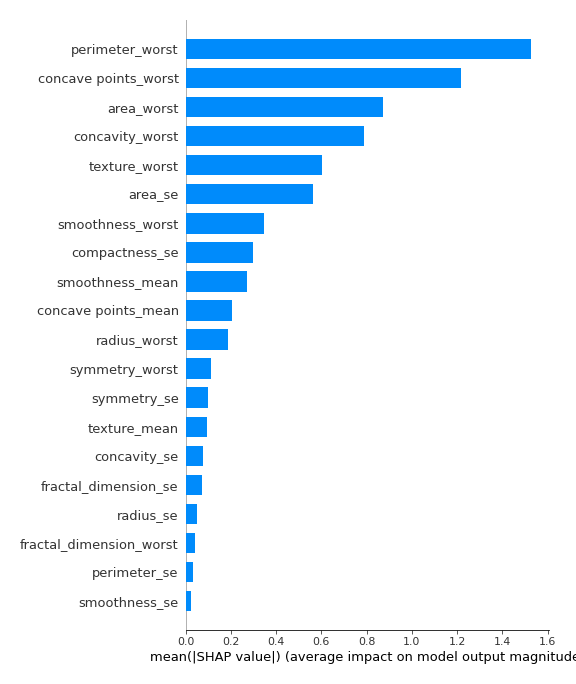 perimeter_worst
concave points_worst
area_worst
concavity_worst
texture_worst
area_se
smoothness_worst
compactness_se
smoothness_mean
concave points_mean
radius_worst
symmetry_worst
symmetry_se
texture_mean
concavity_se
fractal_dimension_se
radius_se
fractal_dimension_worst
perimeter_se
smoothness_se
0.0 0.2 0.4 0.6 0.8 1.0 1.2 1.4 1.6
mean(|SHAP value|) (average impact on model output magnitude